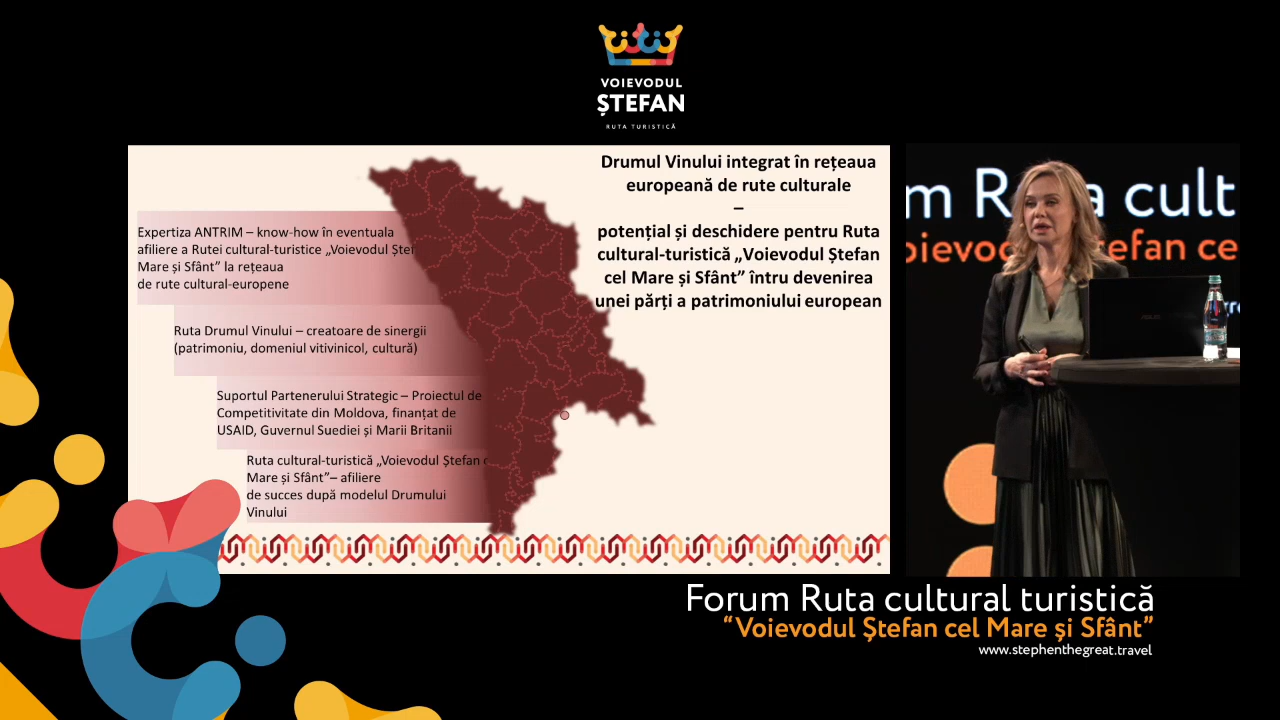 VOIEVODUL
ȘTEFAN
RUTA TURISTICĂ
Drumul Vinului integrat în rețeaua
europeană de rute culturale
–
potențial și deschidere pentru Ruta
cultural-turistică „Voievodul Ștefan
cel Mare și Sfânt” întru devenirea
unei părți a patrimoniului european
Expertiza ANTRIM – know-how în eventuala
afiliere a Rutei cultural-turistice „Voievodul Ștef
Mare și Sfânt” la rețeaua
de rute cultural-europene
Ruta Drumul Vinului – creatoare de sinergii
(patrimoniu, domeniul vitivinicol, cultură)
Suportul Partenerului Strategic – Proiectul de
Competitivitate din Moldova, finanțat de
USAID, Guvernul Suediei și Marii Britanii
Ruta cultural-turistică „Voievodul Ștefan c
Mare și Sfânt”– afiliere
de succes după modelul Drumului
Vinului
m R a cult
oievod Ștefan ce
ASUS
Forum Ruta cultural turistică
“Voievodul Ștefan cel Mare și Sfânt”
www.stephenthegreat.travel